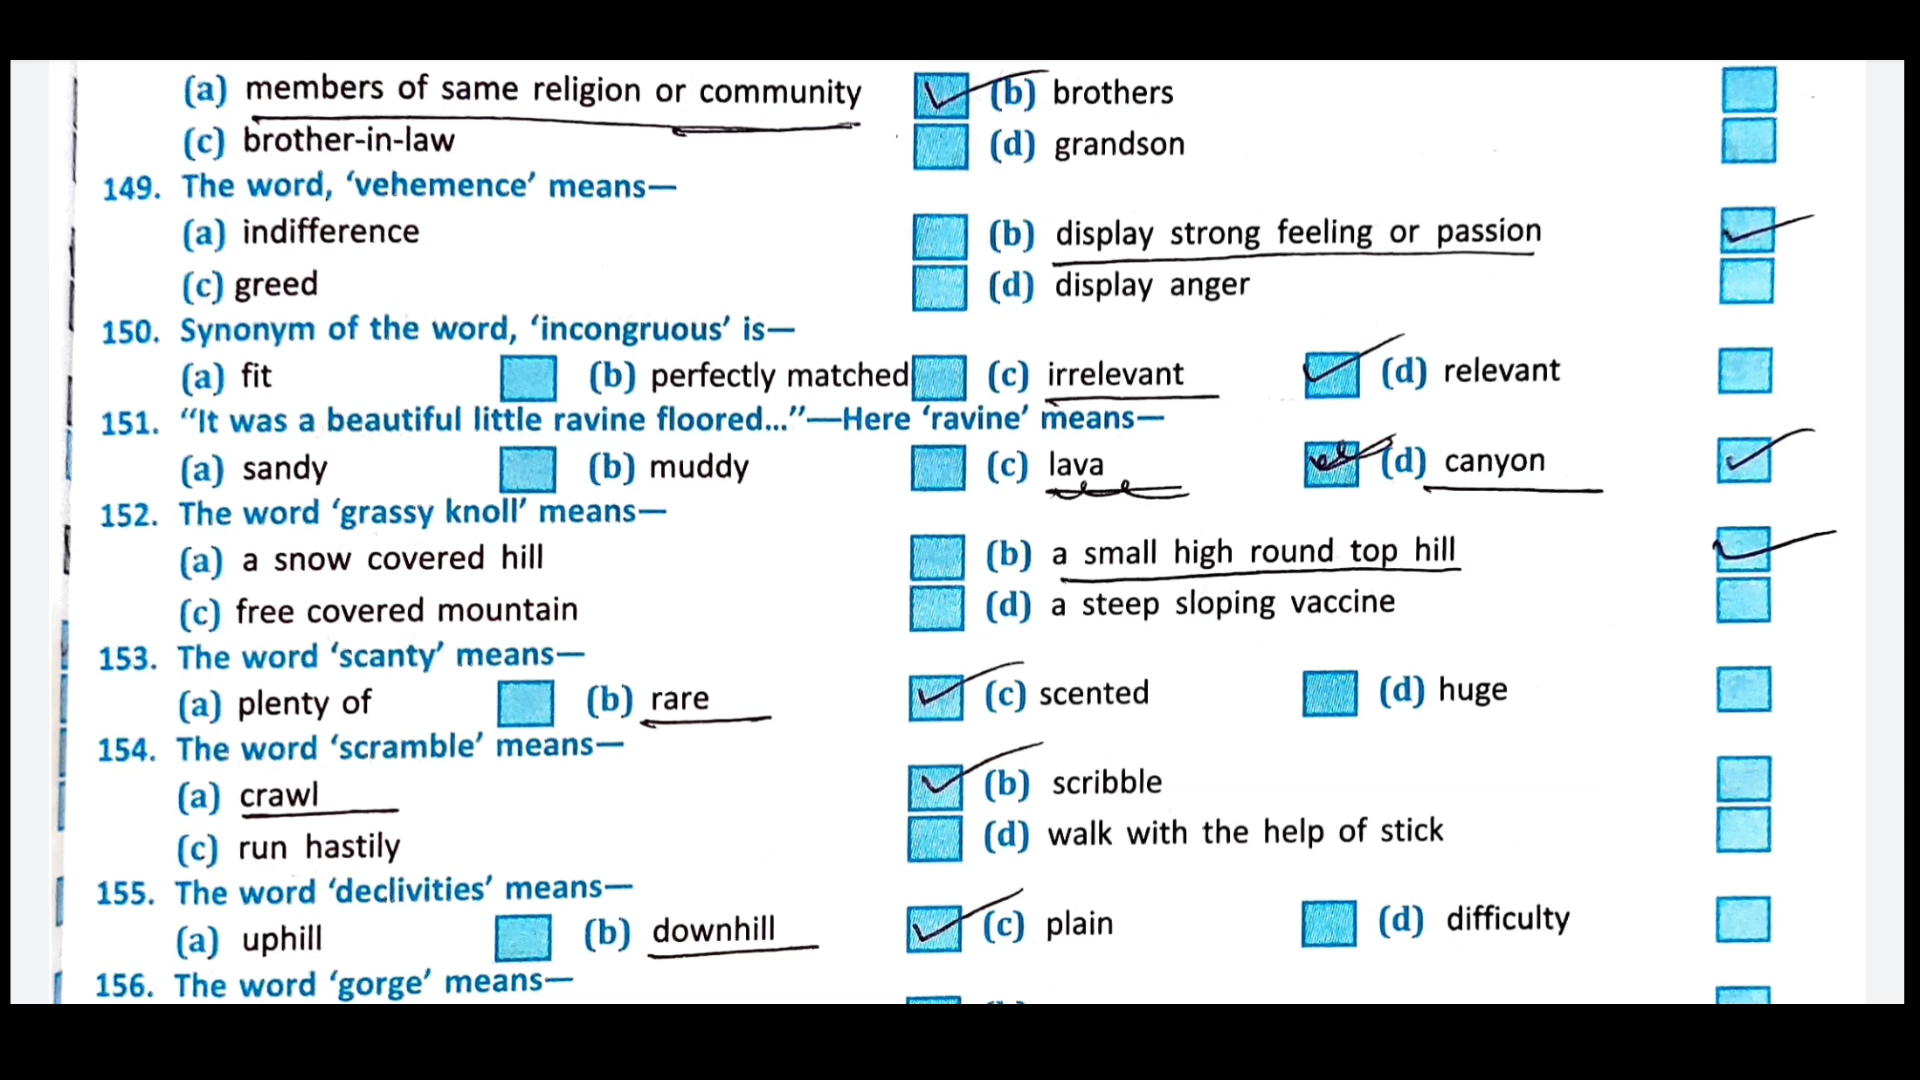 (a) members of same religion or community (b) brothers
(c) brother-in-law (d) grandson
149. The word, ‘vehemence’ means—
(a) indifference (b) display strong feeling or passion
(c) greed (d) display anger
150. Synonym of the word, ‘incongruous’ is—
(a) fit (b) perfectly matched (c) irrelevant (d) relevant
151. “It was a beautiful little ravine floored...”—Here ‘ravine’ means—
(a) sandy (b) muddy (c) lava (d) canyon
152. The word ‘grassy knoll’ means—
(a) a snow covered hill (b) a small high round top hill
(c) free covered mountain (d) a steep sloping vaccine
153. The word ‘scanty’ means—
(a) plenty of (b) rare (c) scented (d) huge
154. The word ‘scramble’ means—
(a) crawl (b) scribble
(c) run hastily (d) walk with the help of stick
155. The word ‘declivities’ means—
(a) uphill (b) downhill (c) plain (d) difficulty
156. The word ‘gorge’ means—